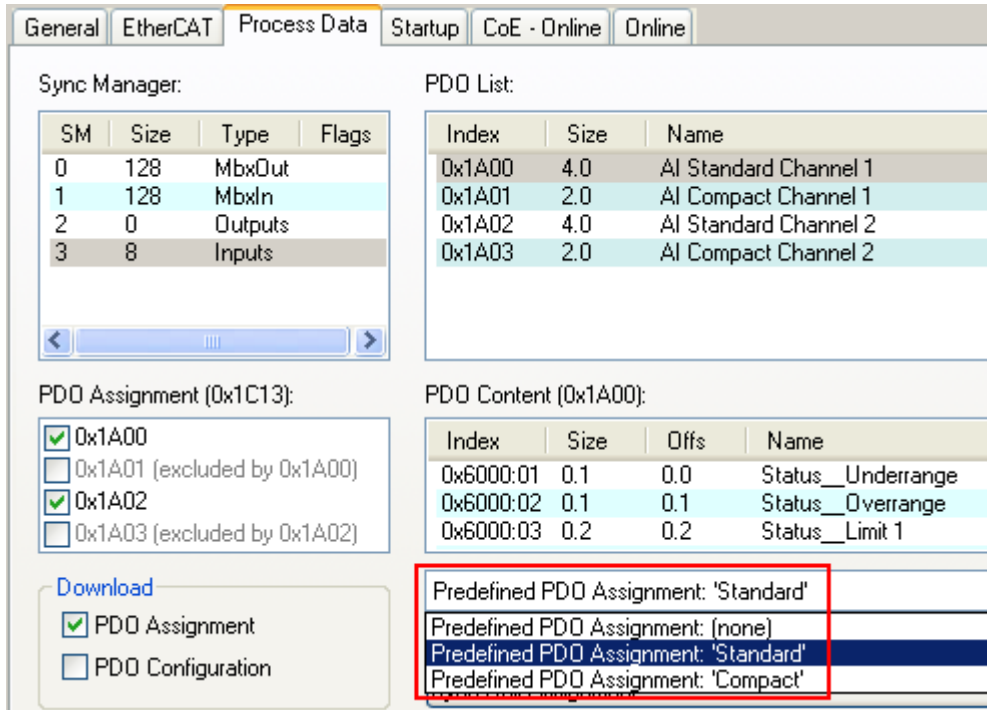 General EtherCAT Process Data Startup CoE - Online Online
Sync Manager:
SM Size Type Flags
0 128 MbxOut
1 128 MbxIn
2 0 Outputs
3 8 Inputs
PDO List:
Index Size Name
0x1A00 4.0 AI Standard Channel 1
0x1A01 2.0 AI Compact Channel 1
0x1A02 4.0 AI Standard Channel 2
0x1A03 2.0 AI Compact Channel 2
PDO Assignment (0x1C13):
0x1A00
0x1A01 (excluded by 0x1A00)
0x1A02
0x1A03 (excluded by 0x1A02)
PDO Content (0x1A00):
Index Size Offs Name
0x6000:01 0.1 0.0 Status__Underrange
0x6000:02 0.1 0.1 Status__Overrange
0x6000:03 0.2 0.2 Status__Limit 1
Download
PDO Assignment
PDO Configuration
Predefined PDO Assignment: 'Standard'
Predefined PDO Assignment: (none)
Predefined PDO Assignment: 'Standard'
Predefined PDO Assignment: 'Compact'